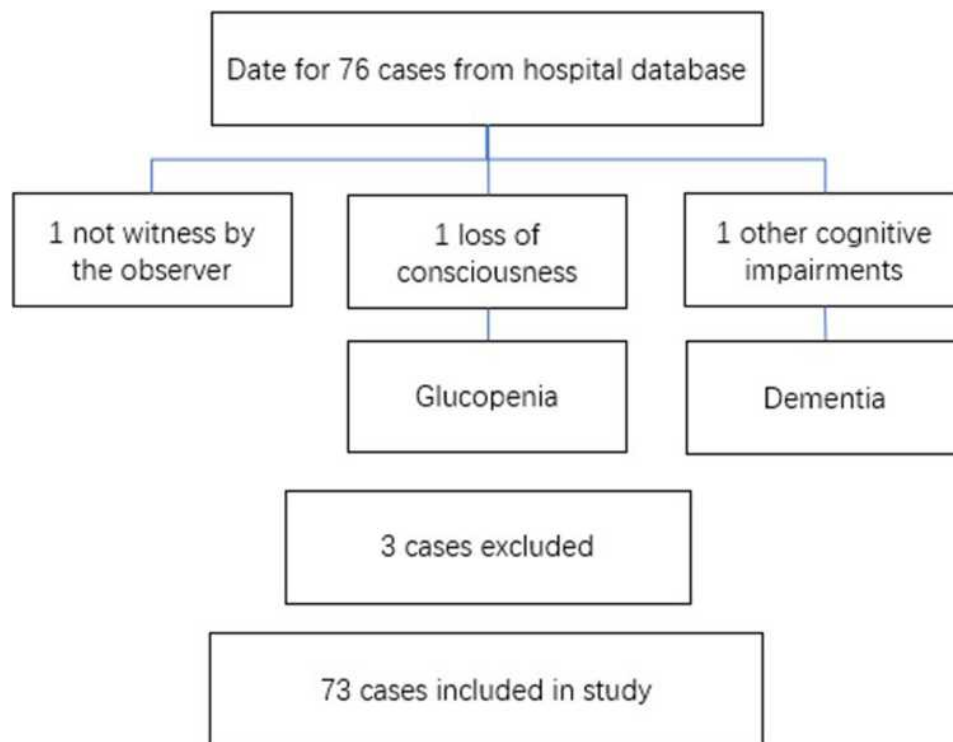 Date for 76 cases from hospital database
1 not witness by
the observer
1 loss of
consciousness
1 other cognitive
impairments
Glucopenia
Dementia
3 cases excluded
73 cases included in study